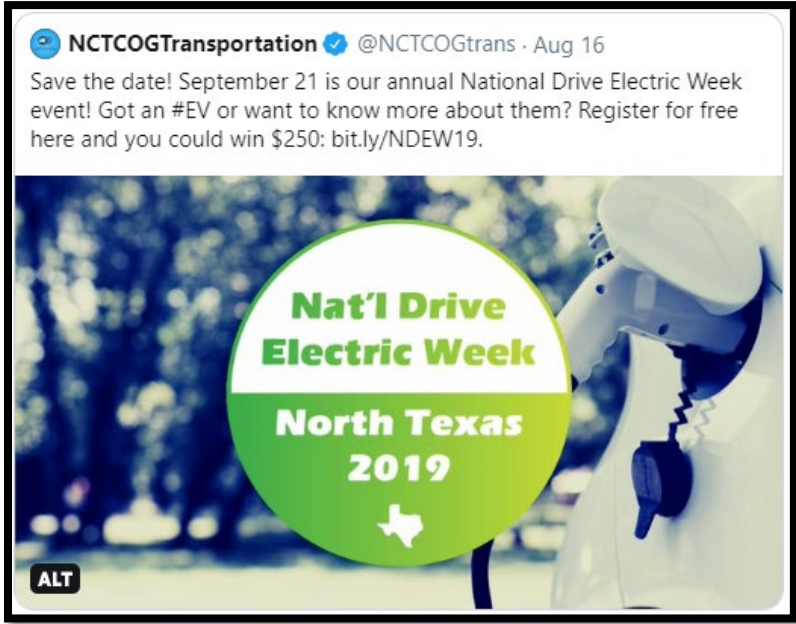 NCTCOGTransportation @NCTCOGtrans · Aug 16
Save the date! September 21 is our annual National Drive Electric Week
event! Got an #EV or want to know more about them? Register for free
here and you could win $250: bit.ly/NDEW19.
Nat'l Drive
Electric Week
North Texas
2019
ALT